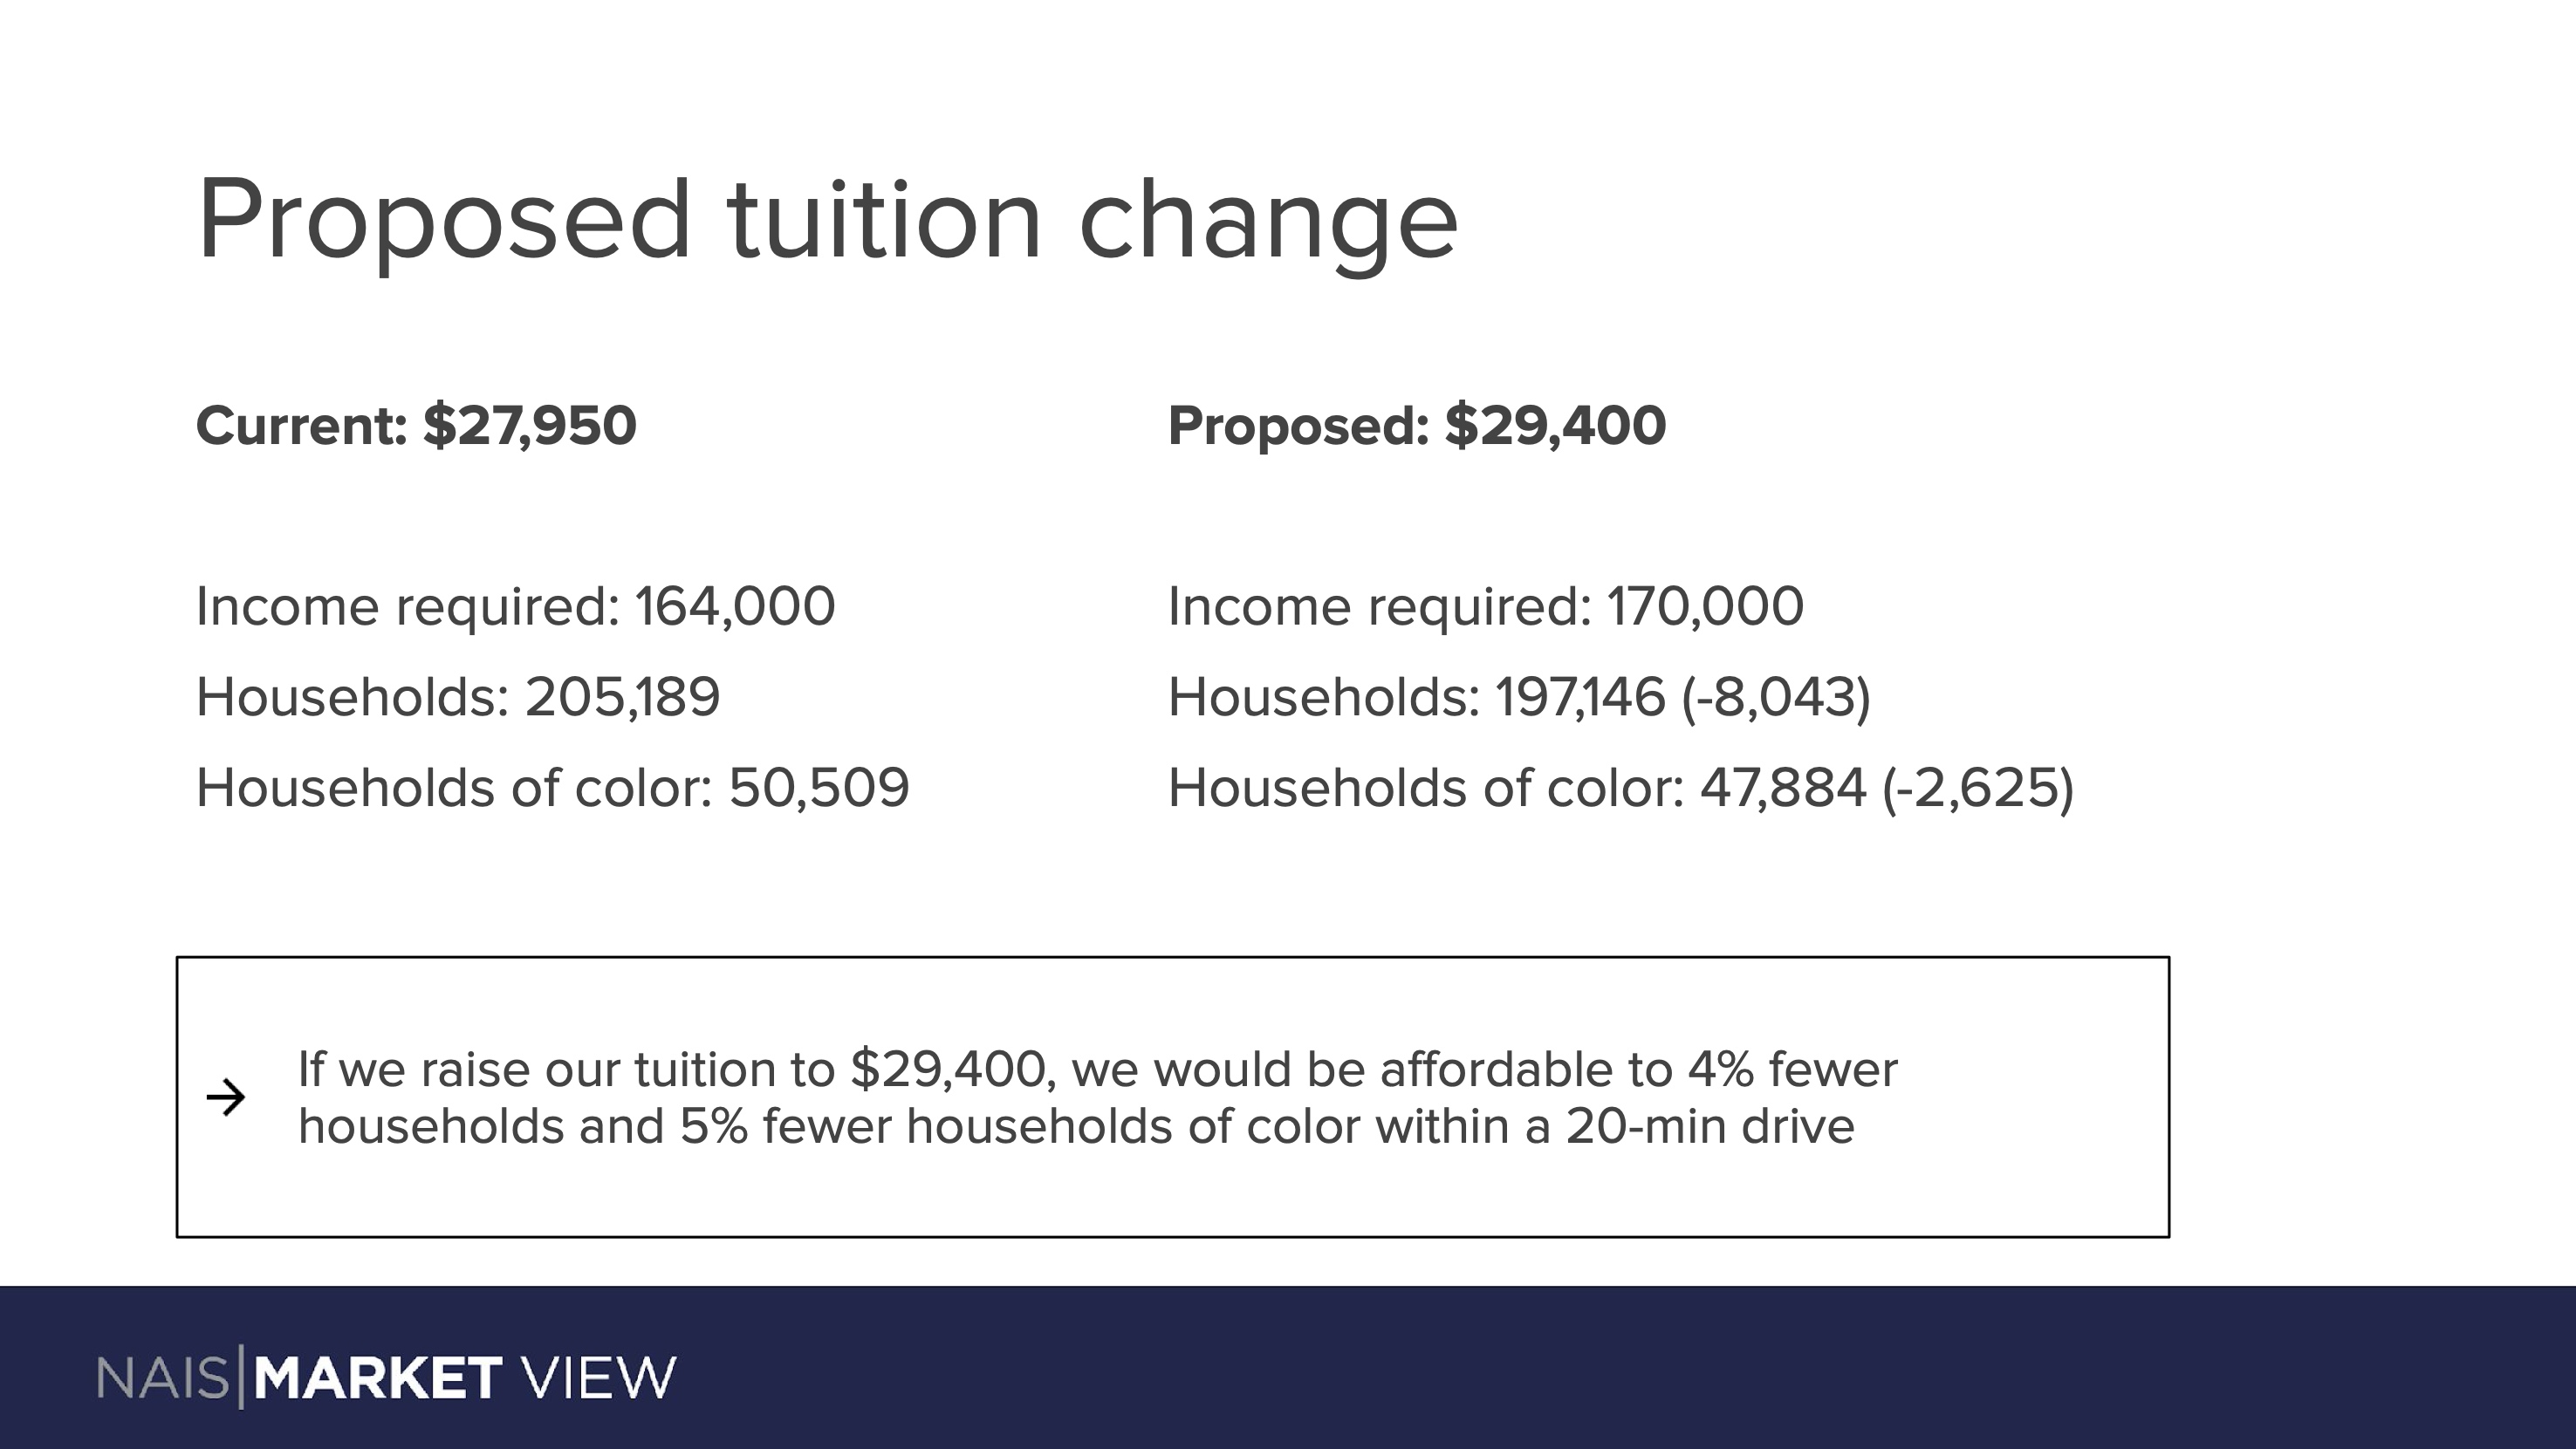 Proposed tuition change
Current: $27,950
Income required: 164,000
Households: 205,189
Households of color: 50,509
Proposed: $29,400
Income required: 170,000
Households: 197,146 (-8,043)
Households of color: 47,884 (-2,625)
→ If we raise our tuition to $29,400, we would be affordable to 4% fewer
households and 5% fewer households of color within a 20-min drive
NAIS|MARKET VIEW